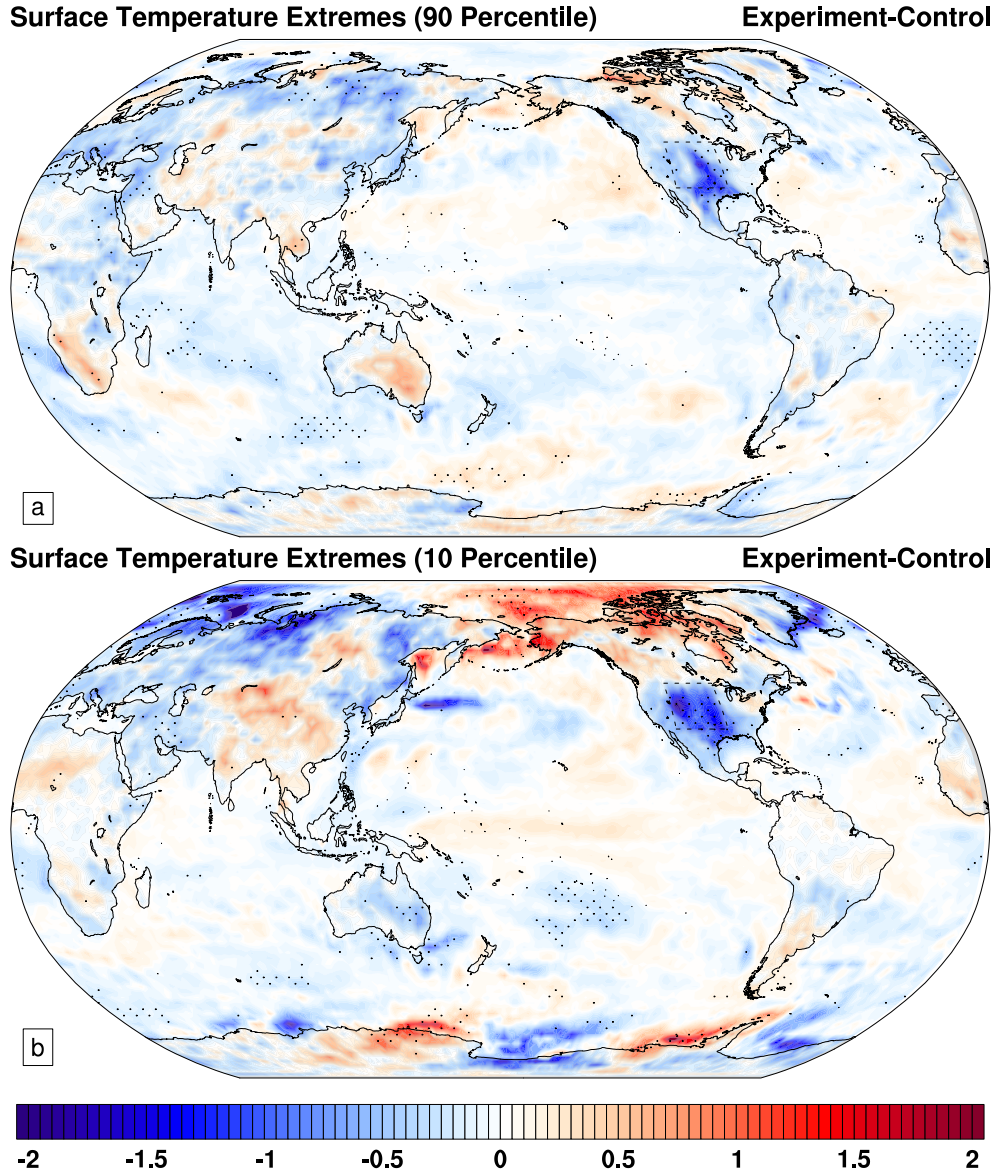 Surface Temperature Extremes (90 Percentile) Experiment-Control
a
Surface Temperature Extremes (10 Percentile) Experiment-Control
b
-2 -1.5 -1 -0.5 0 0.5 1 1.5 2